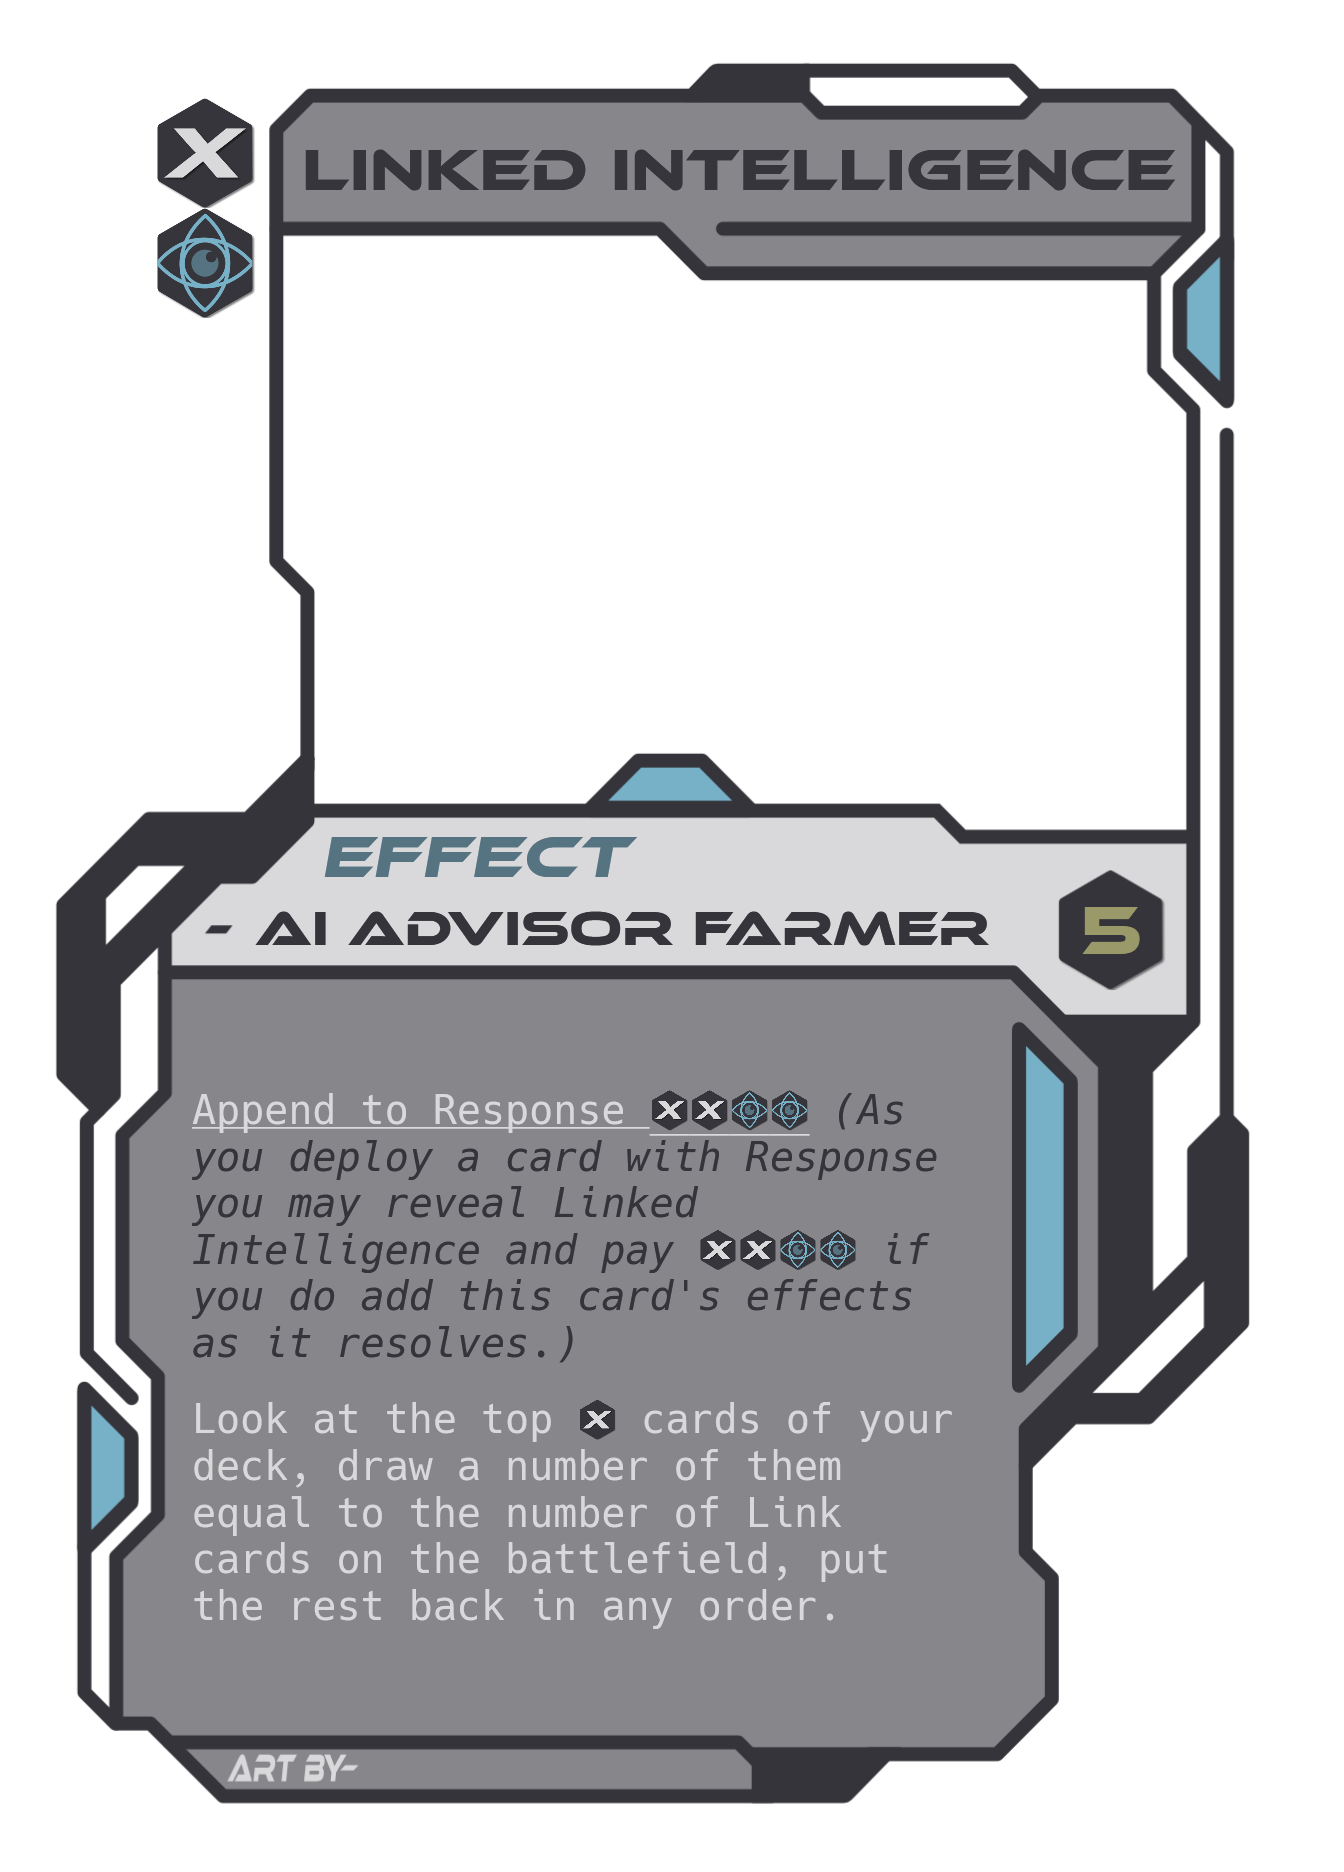 X
LINKED INTELLIGENCE
EFFECT
- AI ADVISOR FARMER
5
Append to Response XX (As
you deploy a card with Response
you may reveal Linked
Intelligence and pay XX if
you do add this card's effects
as it resolves.)
Look at the top X cards of your
deck, draw a number of them
equal to the number of Link
cards on the battlefield, put
the rest back in any order.
ART BY-